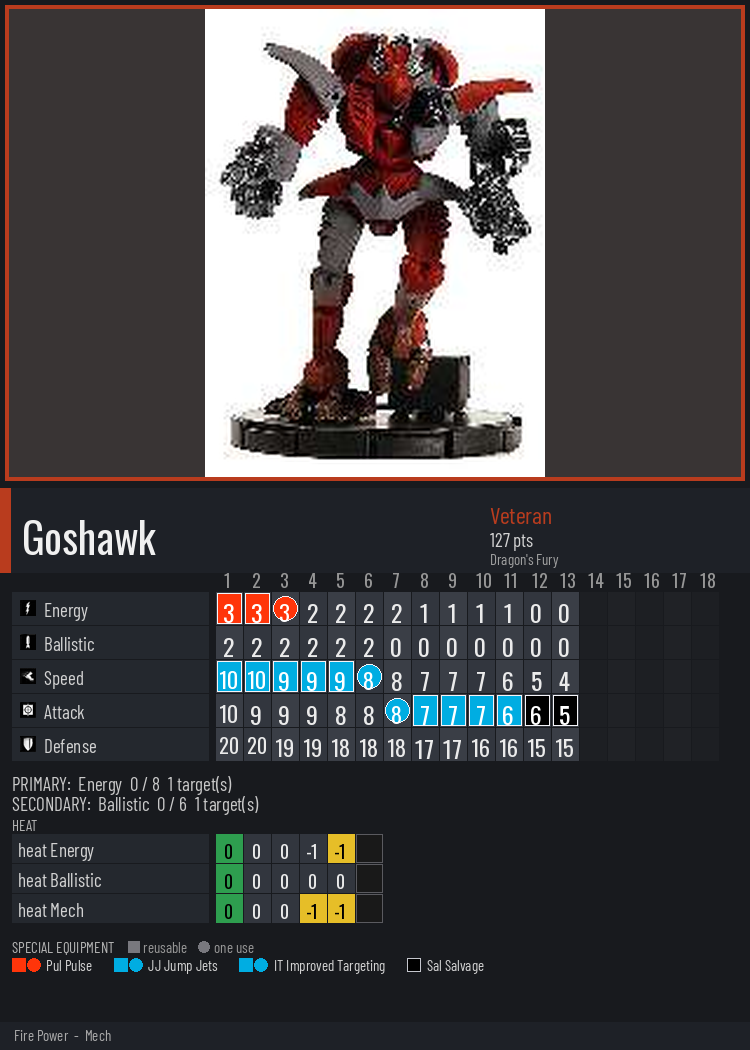 Goshawk
Veteran
127 pts
Dragon's Fury
1 2 3 4 5 6 7 8 9 10 11 12 13 14 15 16 17 18
Energy 3 3 3 2 2 2 2 1 1 1 1 0 0
Ballistic 2 2 2 2 2 2 0 0 0 0 0 0 0
Speed 10 10 9 9 9 8 8 7 7 7 6 5 4
Attack 10 9 9 9 8 8 8 7 7 7 6 6 5
Defense 20 20 19 19 18 18 18 17 17 16 16 15 15
PRIMARY: Energy 0 / 8 1 target(s)
SECONDARY: Ballistic 0 / 6 1 target(s)
HEAT
heat Energy 0 0 0 -1 -1
heat Ballistic 0 0 0 0 0
heat Mech 0 0 0 -1 -1
SPECIAL EQUIPMENT reusable one use
Pul Pulse JJ Jump Jets IT Improved Targeting Sal Salvage
Fire Power - Mech